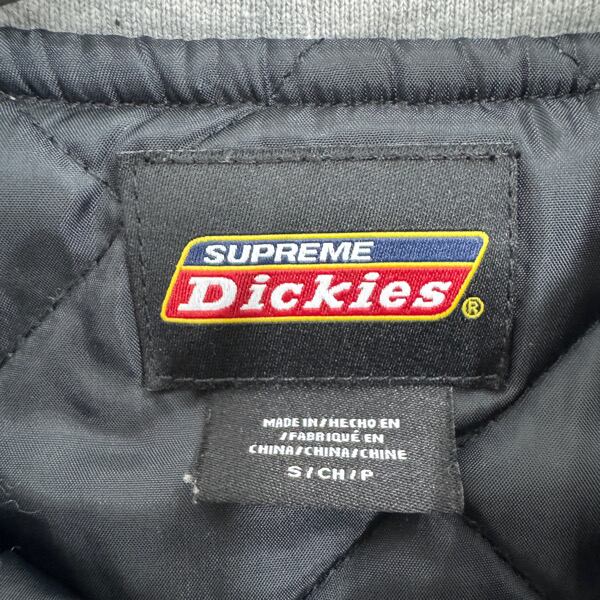 SUPREME
Dickies®
MADE IN/HECHO EN
/FABRIQUÉ EN
CHINA/CHINA/CHINE
S/CH/P